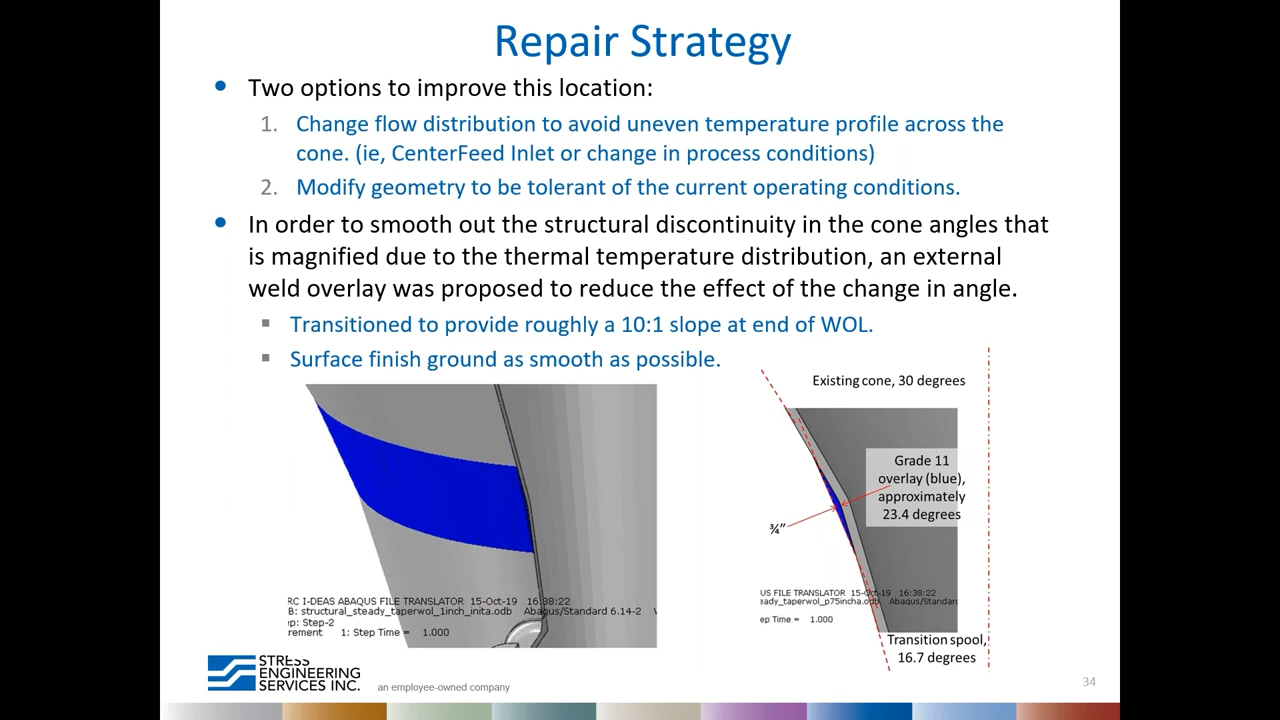 Repair Strategy
• Two options to improve this location:
1. Change flow distribution to avoid uneven temperature profile across the
cone. (ie, CenterFeed Inlet or change in process conditions)
2. Modify geometry to be tolerant of the current operating conditions.
• In order to smooth out the structural discontinuity in the cone angles that
is magnified due to the thermal temperature distribution, an external
weld overlay was proposed to reduce the effect of the change in angle.
▪ Transitioned to provide roughly a 10:1 slope at end of WOL.
▪ Surface finish ground as smooth as possible.
Existing cone, 30 degrees
Grade 11
overlay (blue),
approximately
23.4 degrees
¾”
RC I-DEAS ABAQUS FILE TRANSLATOR 15-Oct-19 16:38:22
B: structural_steady_taperwol_1inch_inita.odb Abaqus/Standard 6.14-2
p: Step-2
rement 1: Step Time = 1.000
US FILE TRANSLATOR 15-Oct-19 16:38:22
eady_taperwol_p75incha.odb Abaqus/Standard
ep Time = 1.000
Transition spool,
16.7 degrees
STRESS
ENGINEERING
SERVICES INC.
an employee-owned company
34